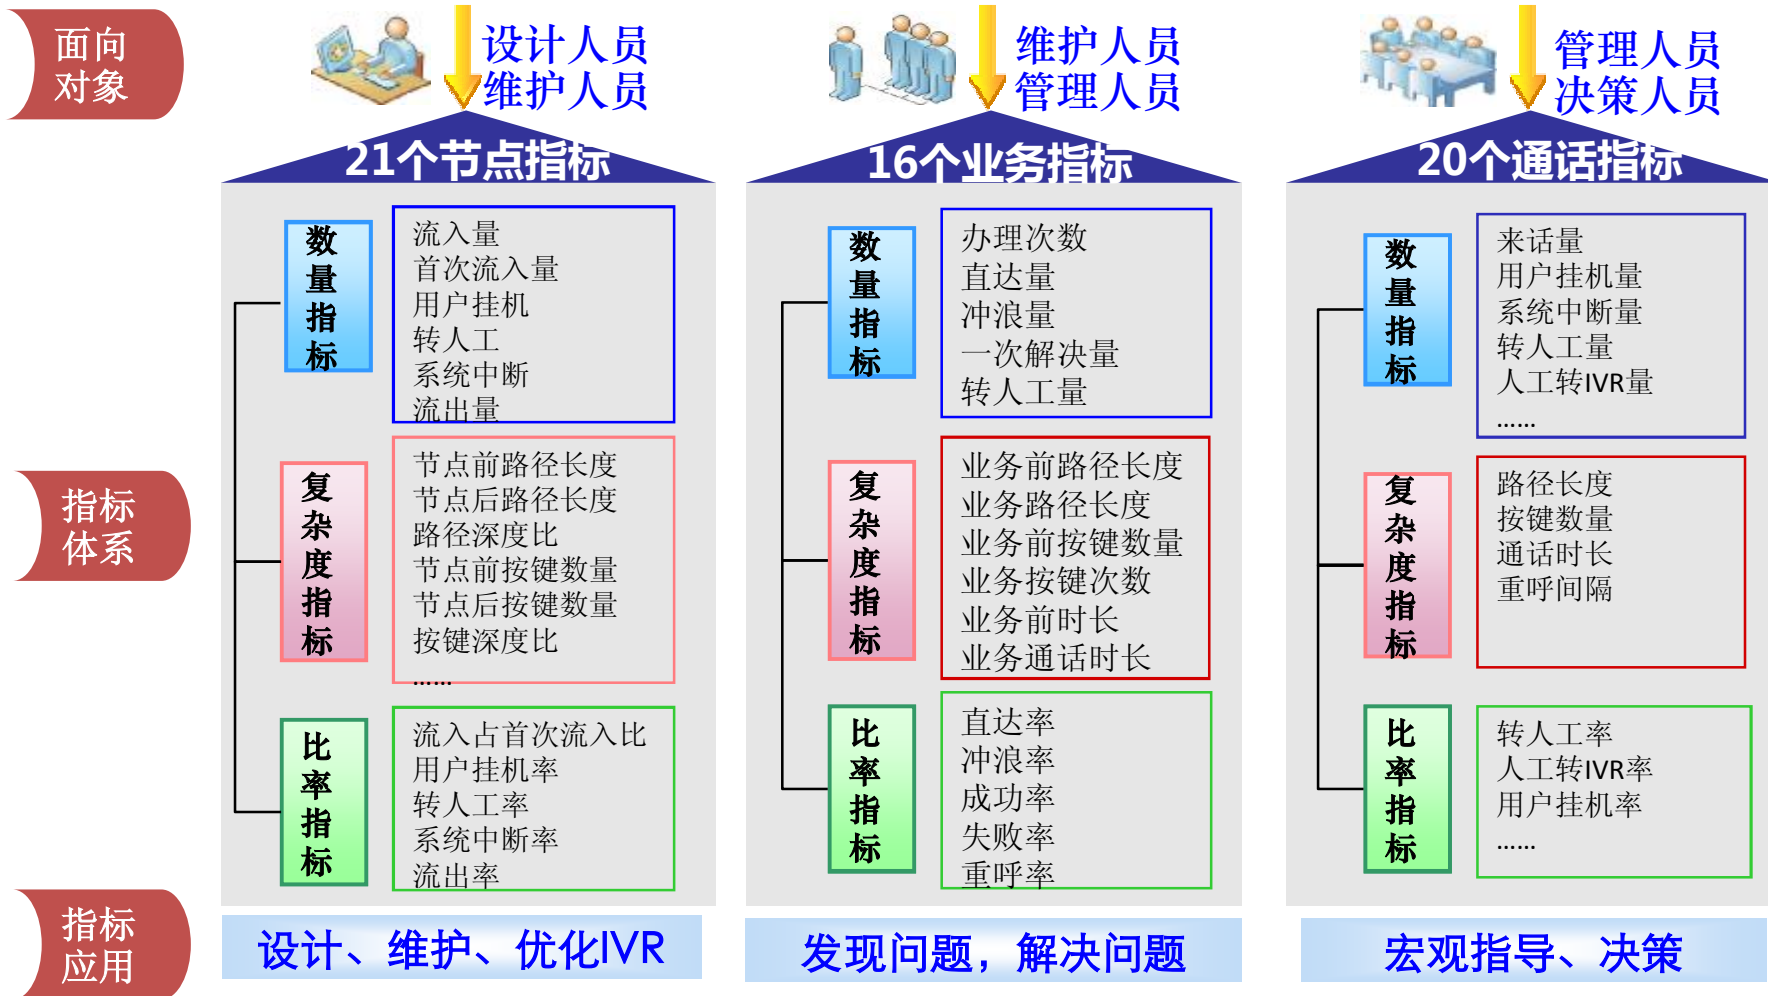 面向
对象
设计人员
维护人员
维护人员
管理人员
管理人员
决策人员
21个节点指标
16个业务指标
20个通话指标
指标
体系
数
量
指
标
流入量
首次流入量
用户挂机
转人工
系统中断
流出量
复
杂
度
指
标
节点前路径长度
节点后路径长度
路径深度比
节点前按键数量
节点后按键数量
按键深度比
……
比
率
指
标
流入占首次流入比
用户挂机率
转人工率
系统中断率
流出率
数
量
指
标
办理次数
直达量
冲浪量
一次解决量
转人工量
复
杂
度
指
标
业务前路径长度
业务路径长度
业务前按键数量
业务按键次数
业务前时长
业务通话时长
比
率
指
标
直达率
冲浪率
成功率
失败率
重呼率
数
量
指
标
来话量
用户挂机量
系统中断量
转人工量
人工转IVR量
……
复
杂
度
指
标
路径长度
按键数量
通话时长
重呼间隔
比
率
指
标
转人工率
人工转IVR率
用户挂机率
……
指标
应用
设计、维护、优化IVR
发现问题，解决问题
宏观指导、决策